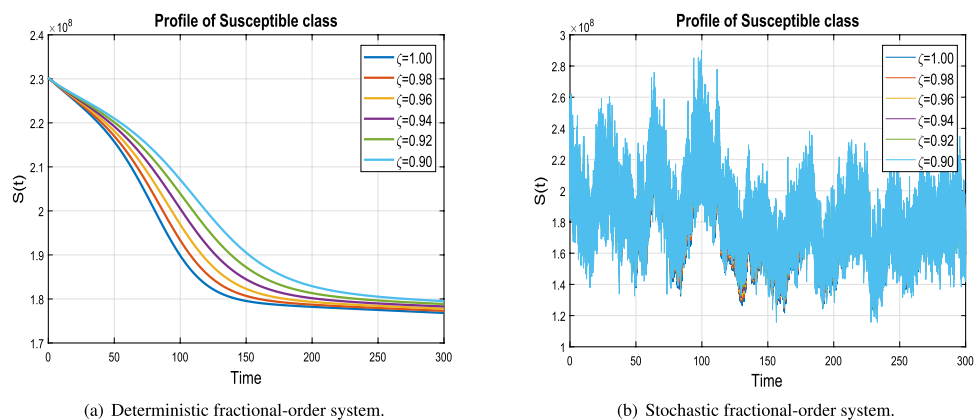 Profile of Susceptible class
×10⁸
2.4
2.3
2.2
2.1
2
1.9
1.8
1.7
S(t)
0 50 100 150 200 250 300
Time
ζ=1.00
ζ=0.98
ζ=0.96
ζ=0.94
ζ=0.92
ζ=0.90
(a) Deterministic fractional-order system.
Profile of Susceptible class
×10⁸
3
2.8
2.6
2.4
2.2
2
1.8
1.6
1.4
1.2
1
S(t)
0 50 100 150 200 250 300
Time
ζ=1.00
ζ=0.98
ζ=0.96
ζ=0.94
ζ=0.92
ζ=0.90
(b) Stochastic fractional-order system.